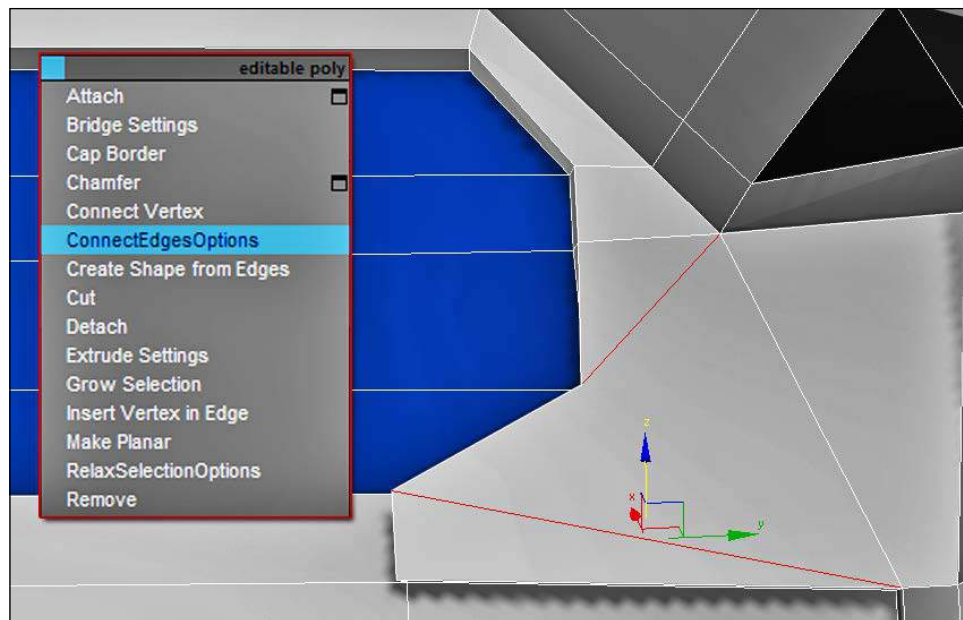 editable poly
Attach
Bridge Settings
Cap Border
Chamfer
Connect Vertex
ConnectEdgesOptions
Create Shape from Edges
Cut
Detach
Extrude Settings
Grow Selection
Insert Vertex in Edge
Make Planar
RelaxSelectionOptions
Remove
z
x
y